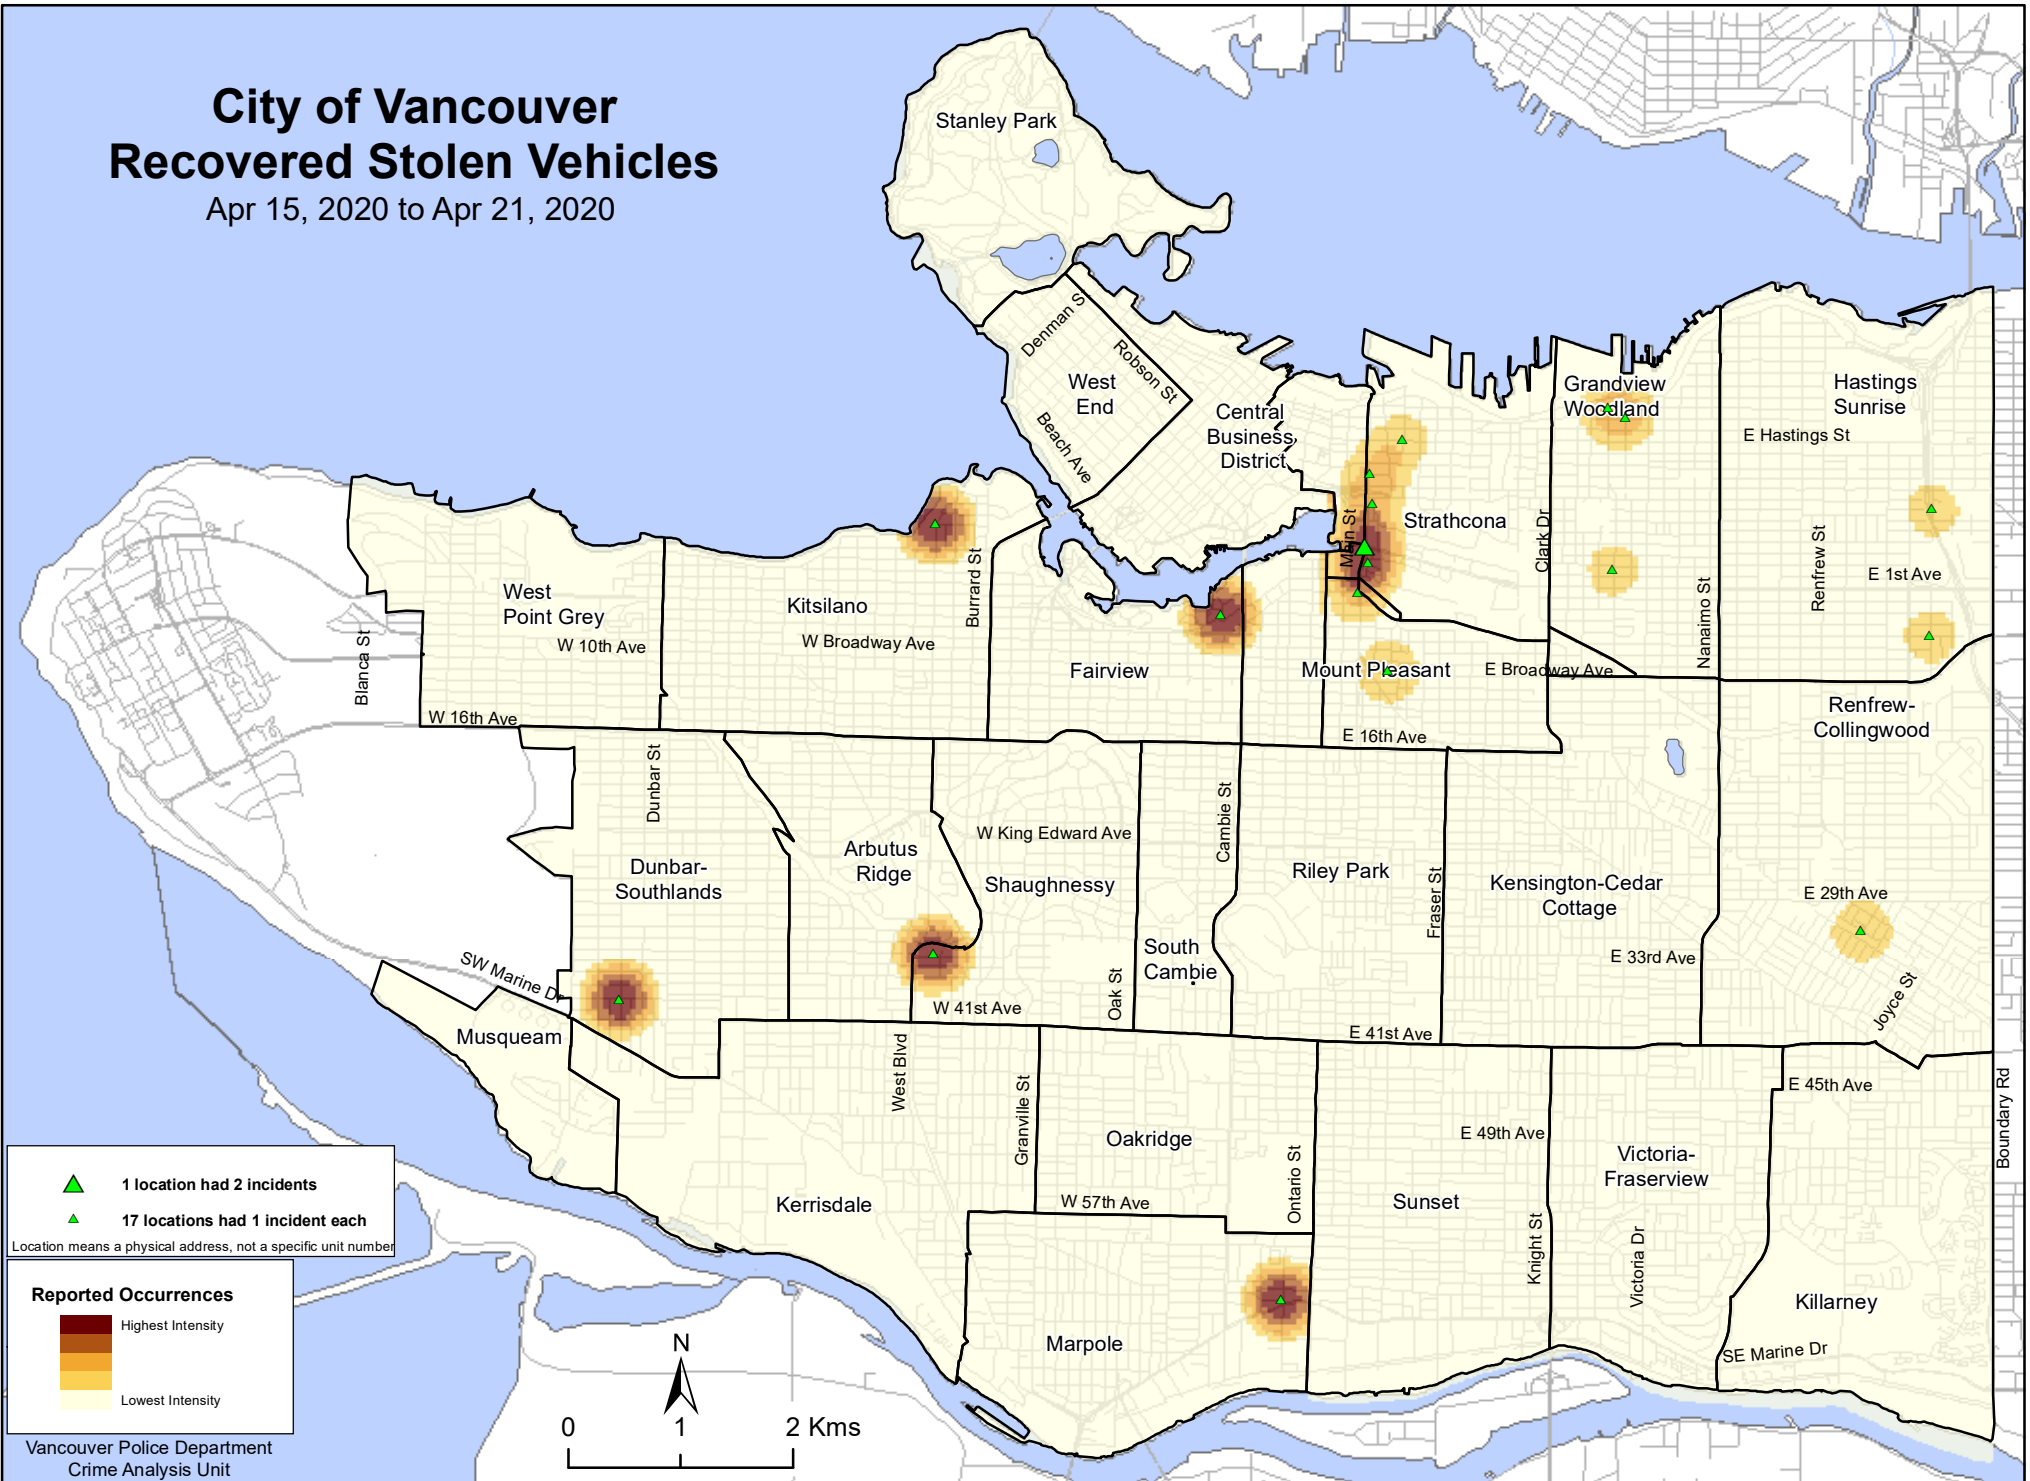 City of Vancouver
Recovered Stolen Vehicles
Apr 15, 2020 to Apr 21, 2020
Stanley Park
Denman S
Robson St
West
End
Beach Ave
Central
Business
District
Grandview
Woodland
Hastings
Sunrise
E Hastings St
Strathcona
Main St
Clark Dr
Renfrew St
E 1st Ave
Nanaimo St
Burrard St
West
Point Grey
Kitsilano
W 10th Ave
W Broadway Ave
Blanca St
Fairview
Mount Pleasant
E Broadway Ave
W 16th Ave
E 16th Ave
Renfrew-
Collingwood
Dunbar St
Cambie St
W King Edward Ave
Arbutus
Ridge
Dunbar-
Southlands
Shaughnessy
Riley Park
Fraser St
Kensington-Cedar
Cottage
E 29th Ave
South
Cambie
E 33rd Ave
SW Marine Dr
Oak St
W 41st Ave
E 41st Ave
Joyce St
Musqueam
West Blvd
Granville St
E 45th Ave
Boundary Rd
Oakridge
E 49th Ave
Ontario St
Victoria-
Fraserview
Kerrisdale
W 57th Ave
Sunset
Knight St
Victoria Dr
Killarney
Marpole
SE Marine Dr
1 location had 2 incidents
17 locations had 1 incident each
Location means a physical address, not a specific unit number
Reported Occurrences
Highest Intensity
Lowest Intensity
N
0 1 2 Kms
Vancouver Police Department
Crime Analysis Unit